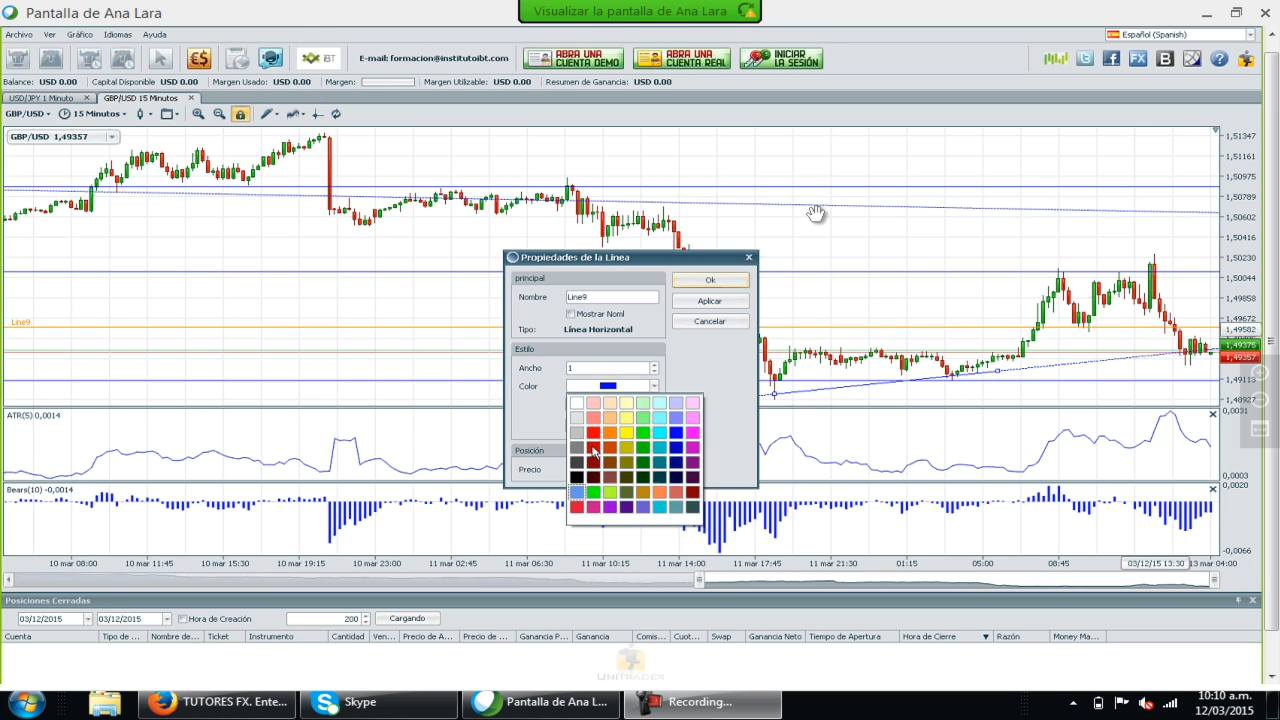 Pantalla de Ana Lara
Visualizar la pantalla de Ana Lara
Archivo Ver Gráfico Idiomas Ayuda
Español (Spanish)
€$
iBT
E-mail: formacion@institutoibt.com
ABRA UNA CUENTA DEMO
ABRA UNA CUENTA REAL
INICIAR LA SESIÓN
Balance: USD 0.00 Capital Disponible USD 0.00 Margen Usado: USD 0.00 Margen: Margen Utilizable: USD 0.00 Resumen de Ganancia: USD 0.00
USD/JPY 1 Minuto GBP/USD 15 Minutos
GBP/USD 15 Minutos
GBP/USD 1,49357
1,51347
1,51161
1,50975
1,50789
1,50602
1,50416
1,50230
1,50044
1,49858
1,49672
1,49582
1,49375
1,49357
1,49113
1,48927
Line9
Propiedades de la Línea
principal
Nombre Line9
Mostrar Noml
Tipo: Línea Horizontal
Ok
Aplicar
Cancelar
Estilo
Ancho 1
Color
Posición
Precio
ATR(5) 0,0014
0,0031
0,0003
Bears(10) -0,0014
0,0020
-0,0066
10 mar 08:00 10 mar 11:45 10 mar 15:30 10 mar 19:15 10 mar 23:00 11 mar 02:45 11 mar 06:30 11 mar 10:15 11 mar 14:00 11 mar 17:45 11 mar 21:30 01:15 05:00 08:45 03/12/15 13:30 13 mar 04:00
Posiciones Cerradas
03/12/2015 03/12/2015 Hora de Creación 200 Cargando
Cuenta Tipo de ... Nombre de... Ticket Instrumento Cantidad Ven... Precio de A... Precio de ... Ganancia P... Ganancia Comis... Cuot... Swap Ganancia Neto Tiempo de Apertura Hora de Cierre Razón Money Ma...
UNITRADER
TUTORES FX. Ente... Skype Pantalla de Ana Lara... Recording...
10:10 a.m.
12/03/2015